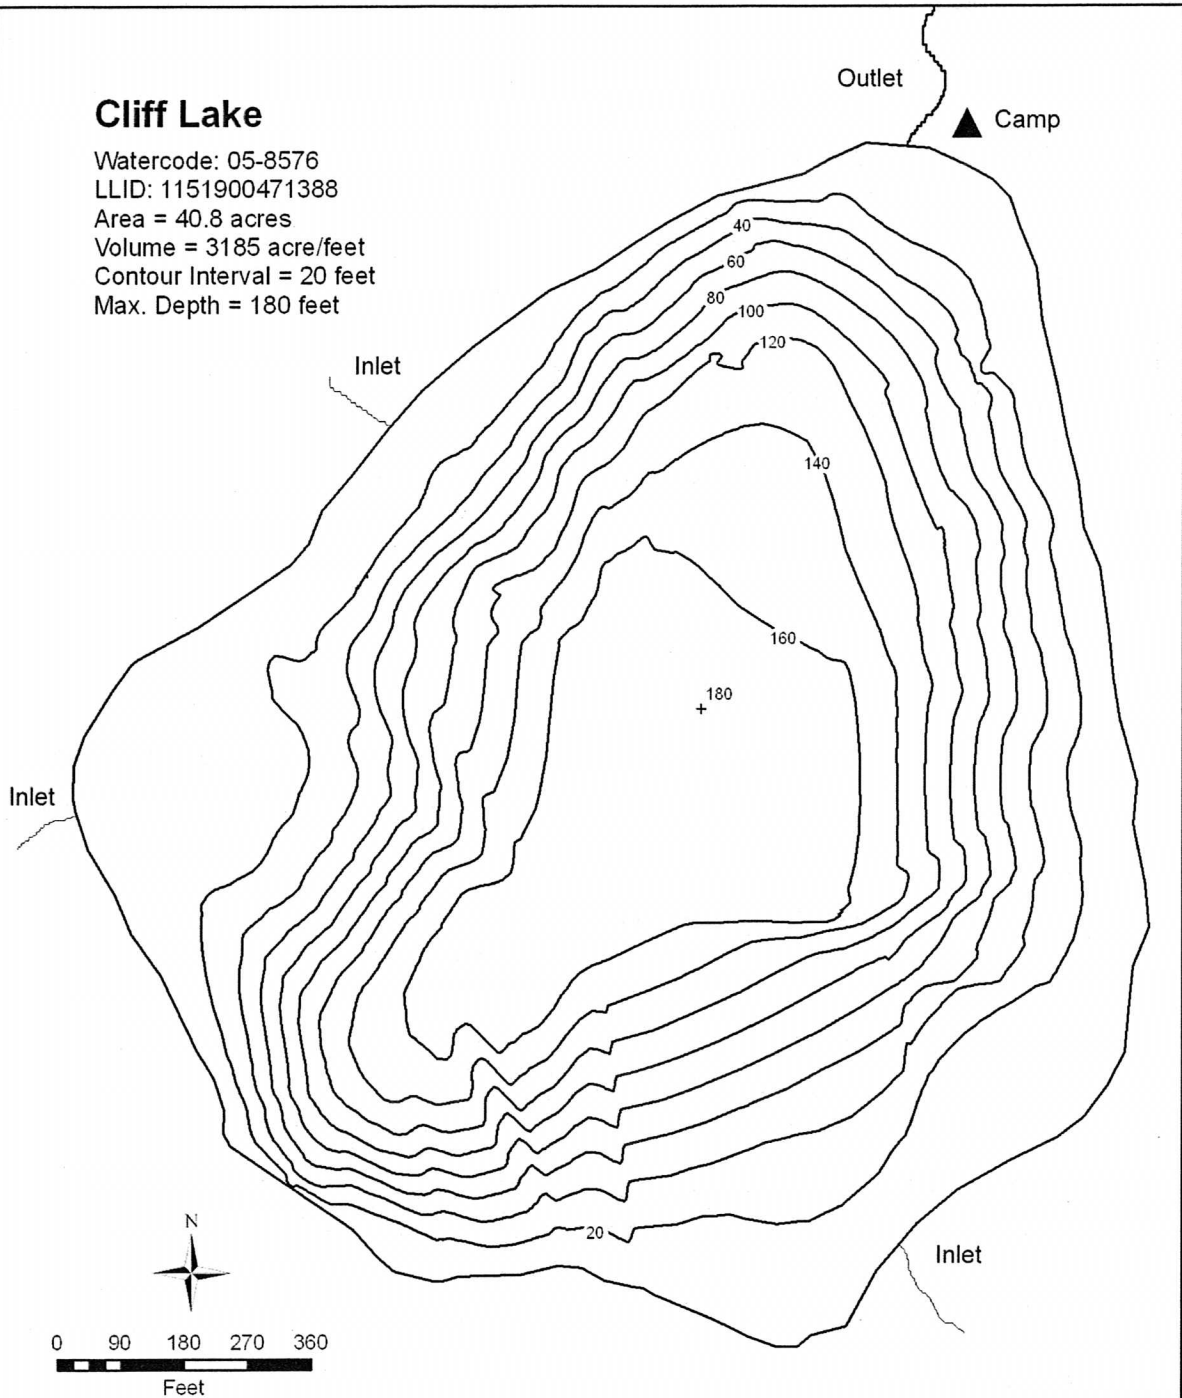 Outlet
Camp
Cliff Lake
Watercode: 05-8576
LLID: 1151900471388
Area = 40.8 acres
Volume = 3185 acre/feet
Contour Interval = 20 feet
Max. Depth = 180 feet
40
60
80
100
120
Inlet
140
160
180
Inlet
20
N
Inlet
0 90 180 270 360
Feet